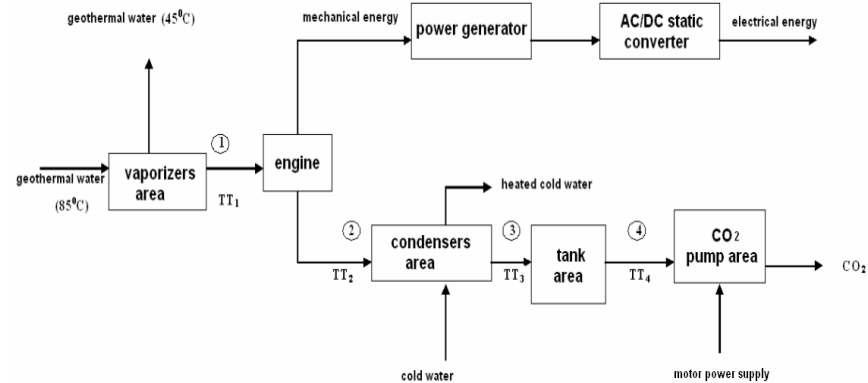 geothermal water (45⁰C)
mechanical energy
power generator
AC/DC static
converter
electrical energy
①
engine
vaporizers
area
geothermal water
(85⁰C)
TT₁
heated cold water
②
condensers
area
③
④
CO₂
pump area
tank
area
TT₂
TT₃
TT₄
CO₂
cold water
motor power supply